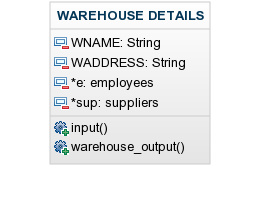 WAREHOUSE DETAILS
WNAME: String
WADDRESS: String
*e: employees
*sup: suppliers
input()
warehouse_output()